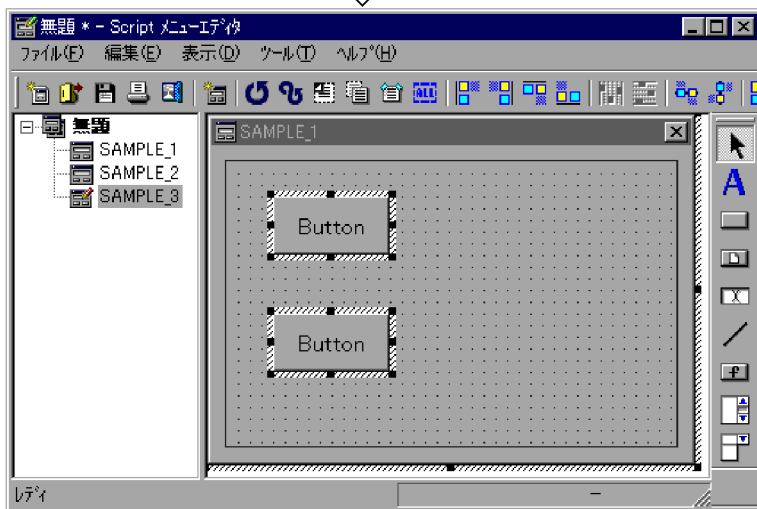 無題 * - Script ﾒﾆｭｰｴﾃﾞｨﾀ
ﾌｧｲﾙ(F) 編集(E) 表示(D) ﾂｰﾙ(T) ﾍﾙﾌﾟ(H)
ALL
無題
SAMPLE_1
SAMPLE_2
SAMPLE_3
SAMPLE_1
Button
Button
A
f
ﾚﾃﾞｨ